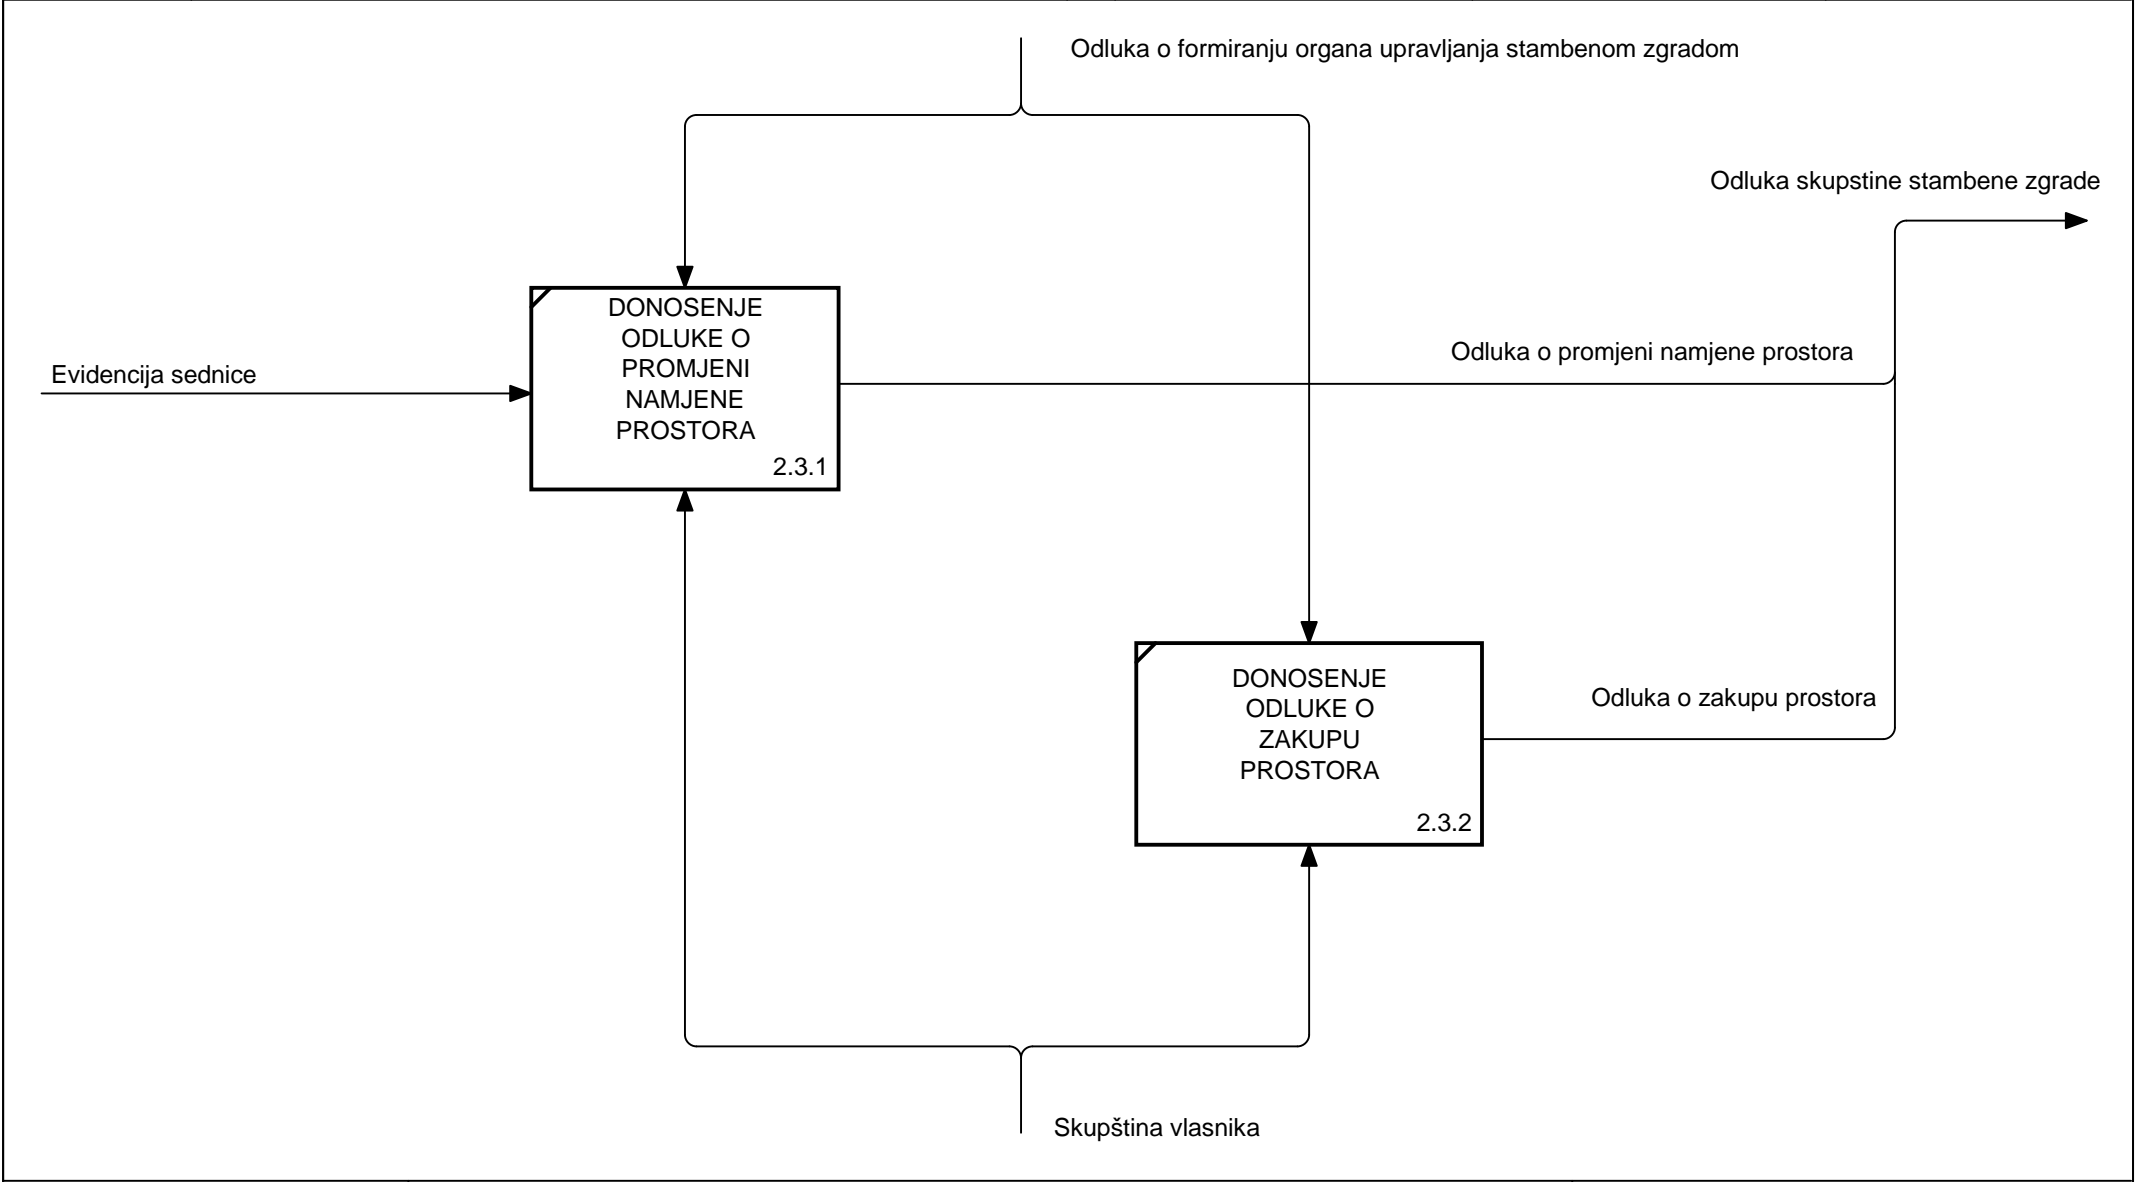 Odluka o formiranju organa upravljanja stambenom zgradom
Odluka skupstine stambene zgrade
DONOSENJE
ODLUKE O
PROMJENI
NAMJENE
PROSTORA
2.3.1
Evidencija sednice
Odluka o promjeni namjene prostora
DONOSENJE
ODLUKE O
ZAKUPU
PROSTORA
2.3.2
Odluka o zakupu prostora
Skupština vlasnika